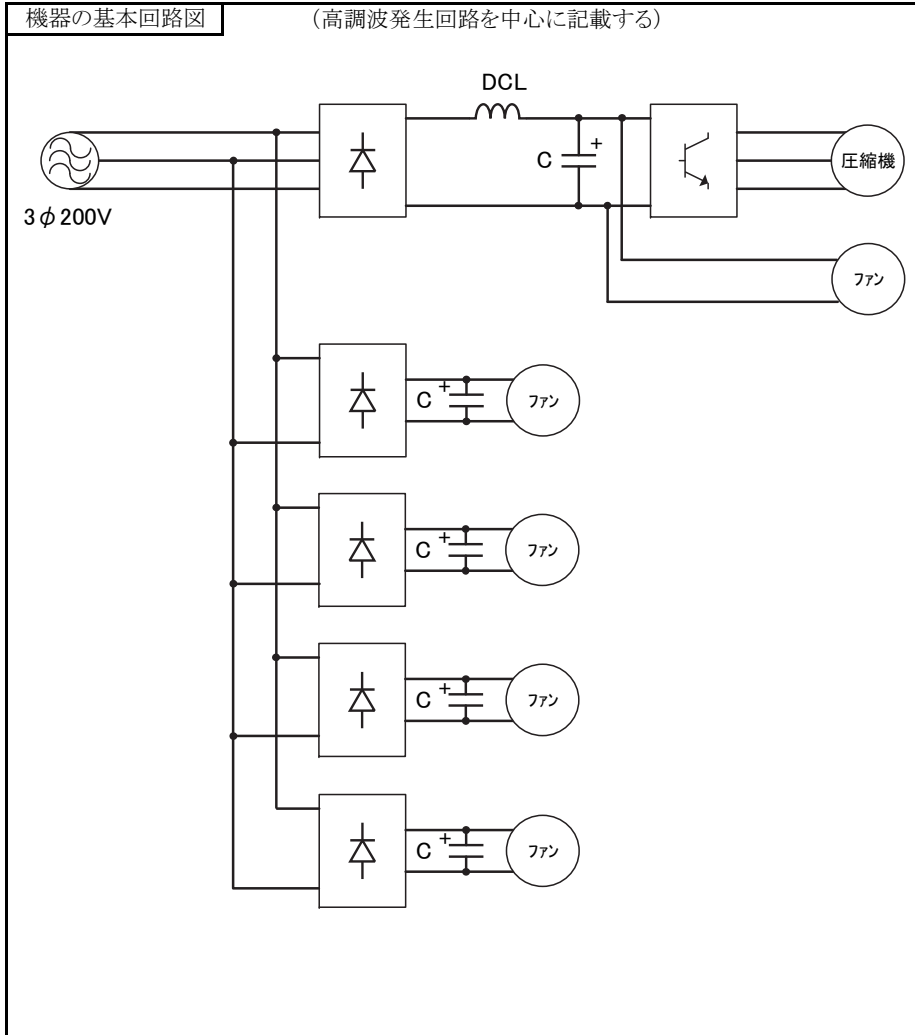 機器の基本回路図
（高調波発生回路を中心に記載する）
DCL
C
+
圧縮機
3φ200V
ファン
C
+
ファン
C
+
ファン
C
+
ファン
C
+
ファン